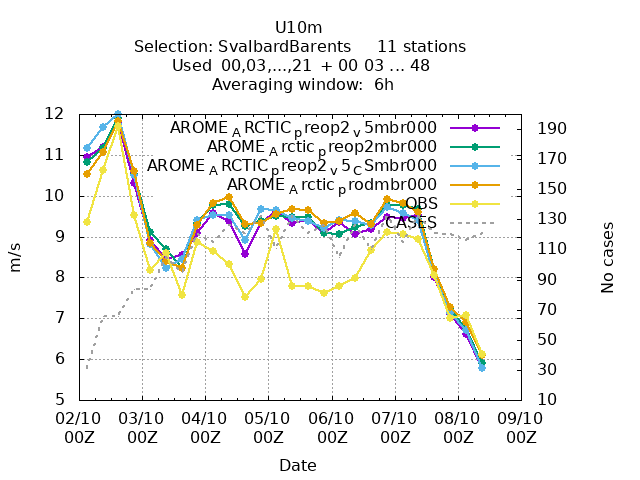 U10m
Selection: SvalbardBarents 11 stations
Used 00,03,...,21 + 00 03 ... 48
Averaging window: 6h
12
11
10
9
8
7
6
5
m/s
AROME_ARCTIC_preop2_v5mbr000
AROME_Arctic_preop2mbr000
AROME_ARCTIC_preop2_v5_CSmbr000
AROME_Arctic_prodmbr000
OBS
CASES
190
170
150
130
110
90
70
50
30
10
No cases
02/10 03/10 04/10 05/10 06/10 07/10 08/10 09/10
00Z 00Z 00Z 00Z 00Z 00Z 00Z 00Z
Date